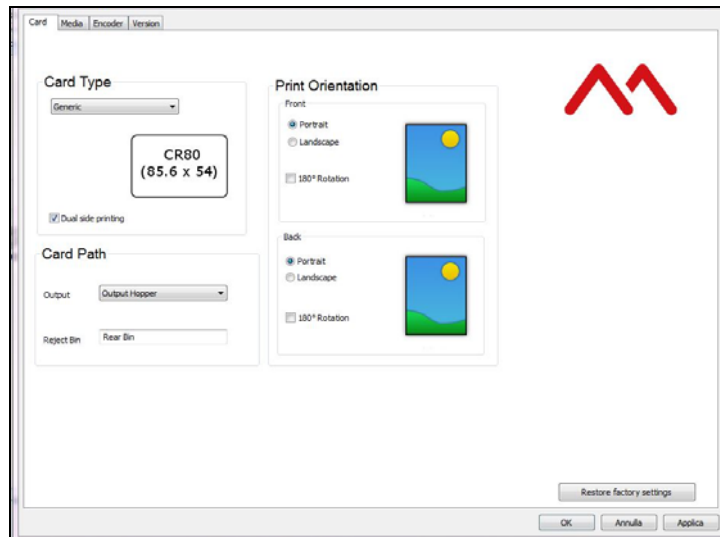 Card Media Encoder Version
Card Type
Generic
CR80
(85.6 x 54)
Dual side printing
Card Path
Output Output Hopper
Reject Bin Rear Bin
Print Orientation
Front
Portrait
Landscape
180° Rotation
Back
Portrait
Landscape
180° Rotation
Restore factory settings
OK Annulla Applica